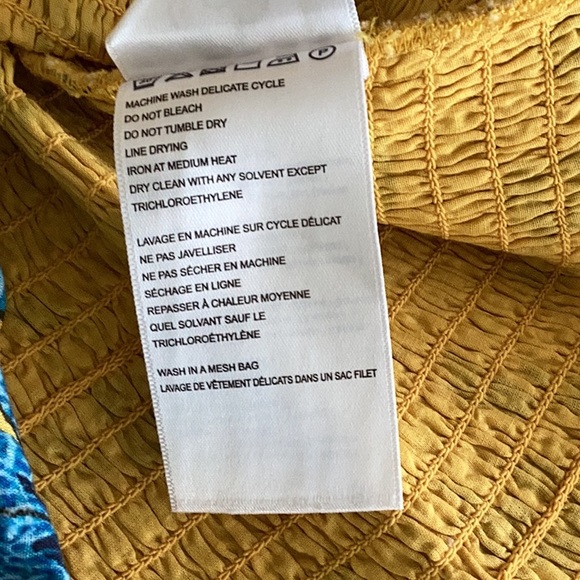 P
MACHINE WASH DELICATE CYCLE
DO NOT BLEACH
DO NOT TUMBLE DRY
LINE DRYING
IRON AT MEDIUM HEAT
DRY CLEAN WITH ANY SOLVENT EXCEPT
TRICHLOROETHYLENE
LAVAGE EN MACHINE SUR CYCLE DÉLICAT
NE PAS JAVELLISER
NE PAS SÉCHER EN MACHINE
SÉCHAGE EN LIGNE
REPASSER À CHALEUR MOYENNE
QUEL SOLVANT SAUF LE
TRICHLOROÉTHYLÈNE
WASH IN A MESH BAG
LAVAGE DE VÊTEMENT DÉLICATS DANS UN SAC FILET